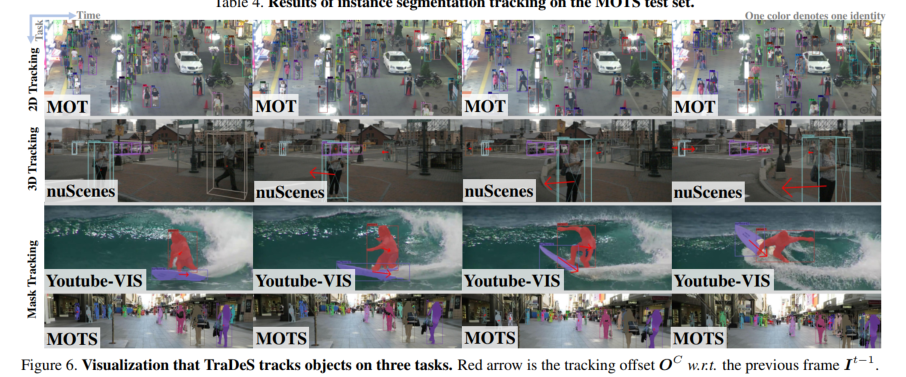 Table 4. Results of instance segmentation tracking on the MOTS test set.
Time
One color denotes one identity
Task
2D Tracking
MOT
MOT
MOT
MOT
3D Tracking
nuScenes
nuScenes
nuScenes
nuScenes
Mask Tracking
Youtube-VIS
Youtube-VIS
Youtube-VIS
Youtube-VIS
MOTS
MOTS
MOTS
MOTS
Figure 6. Visualization that TraDeS tracks objects on three tasks. Red arrow is the tracking offset O^C w.r.t. the previous frame I^{t−1}.